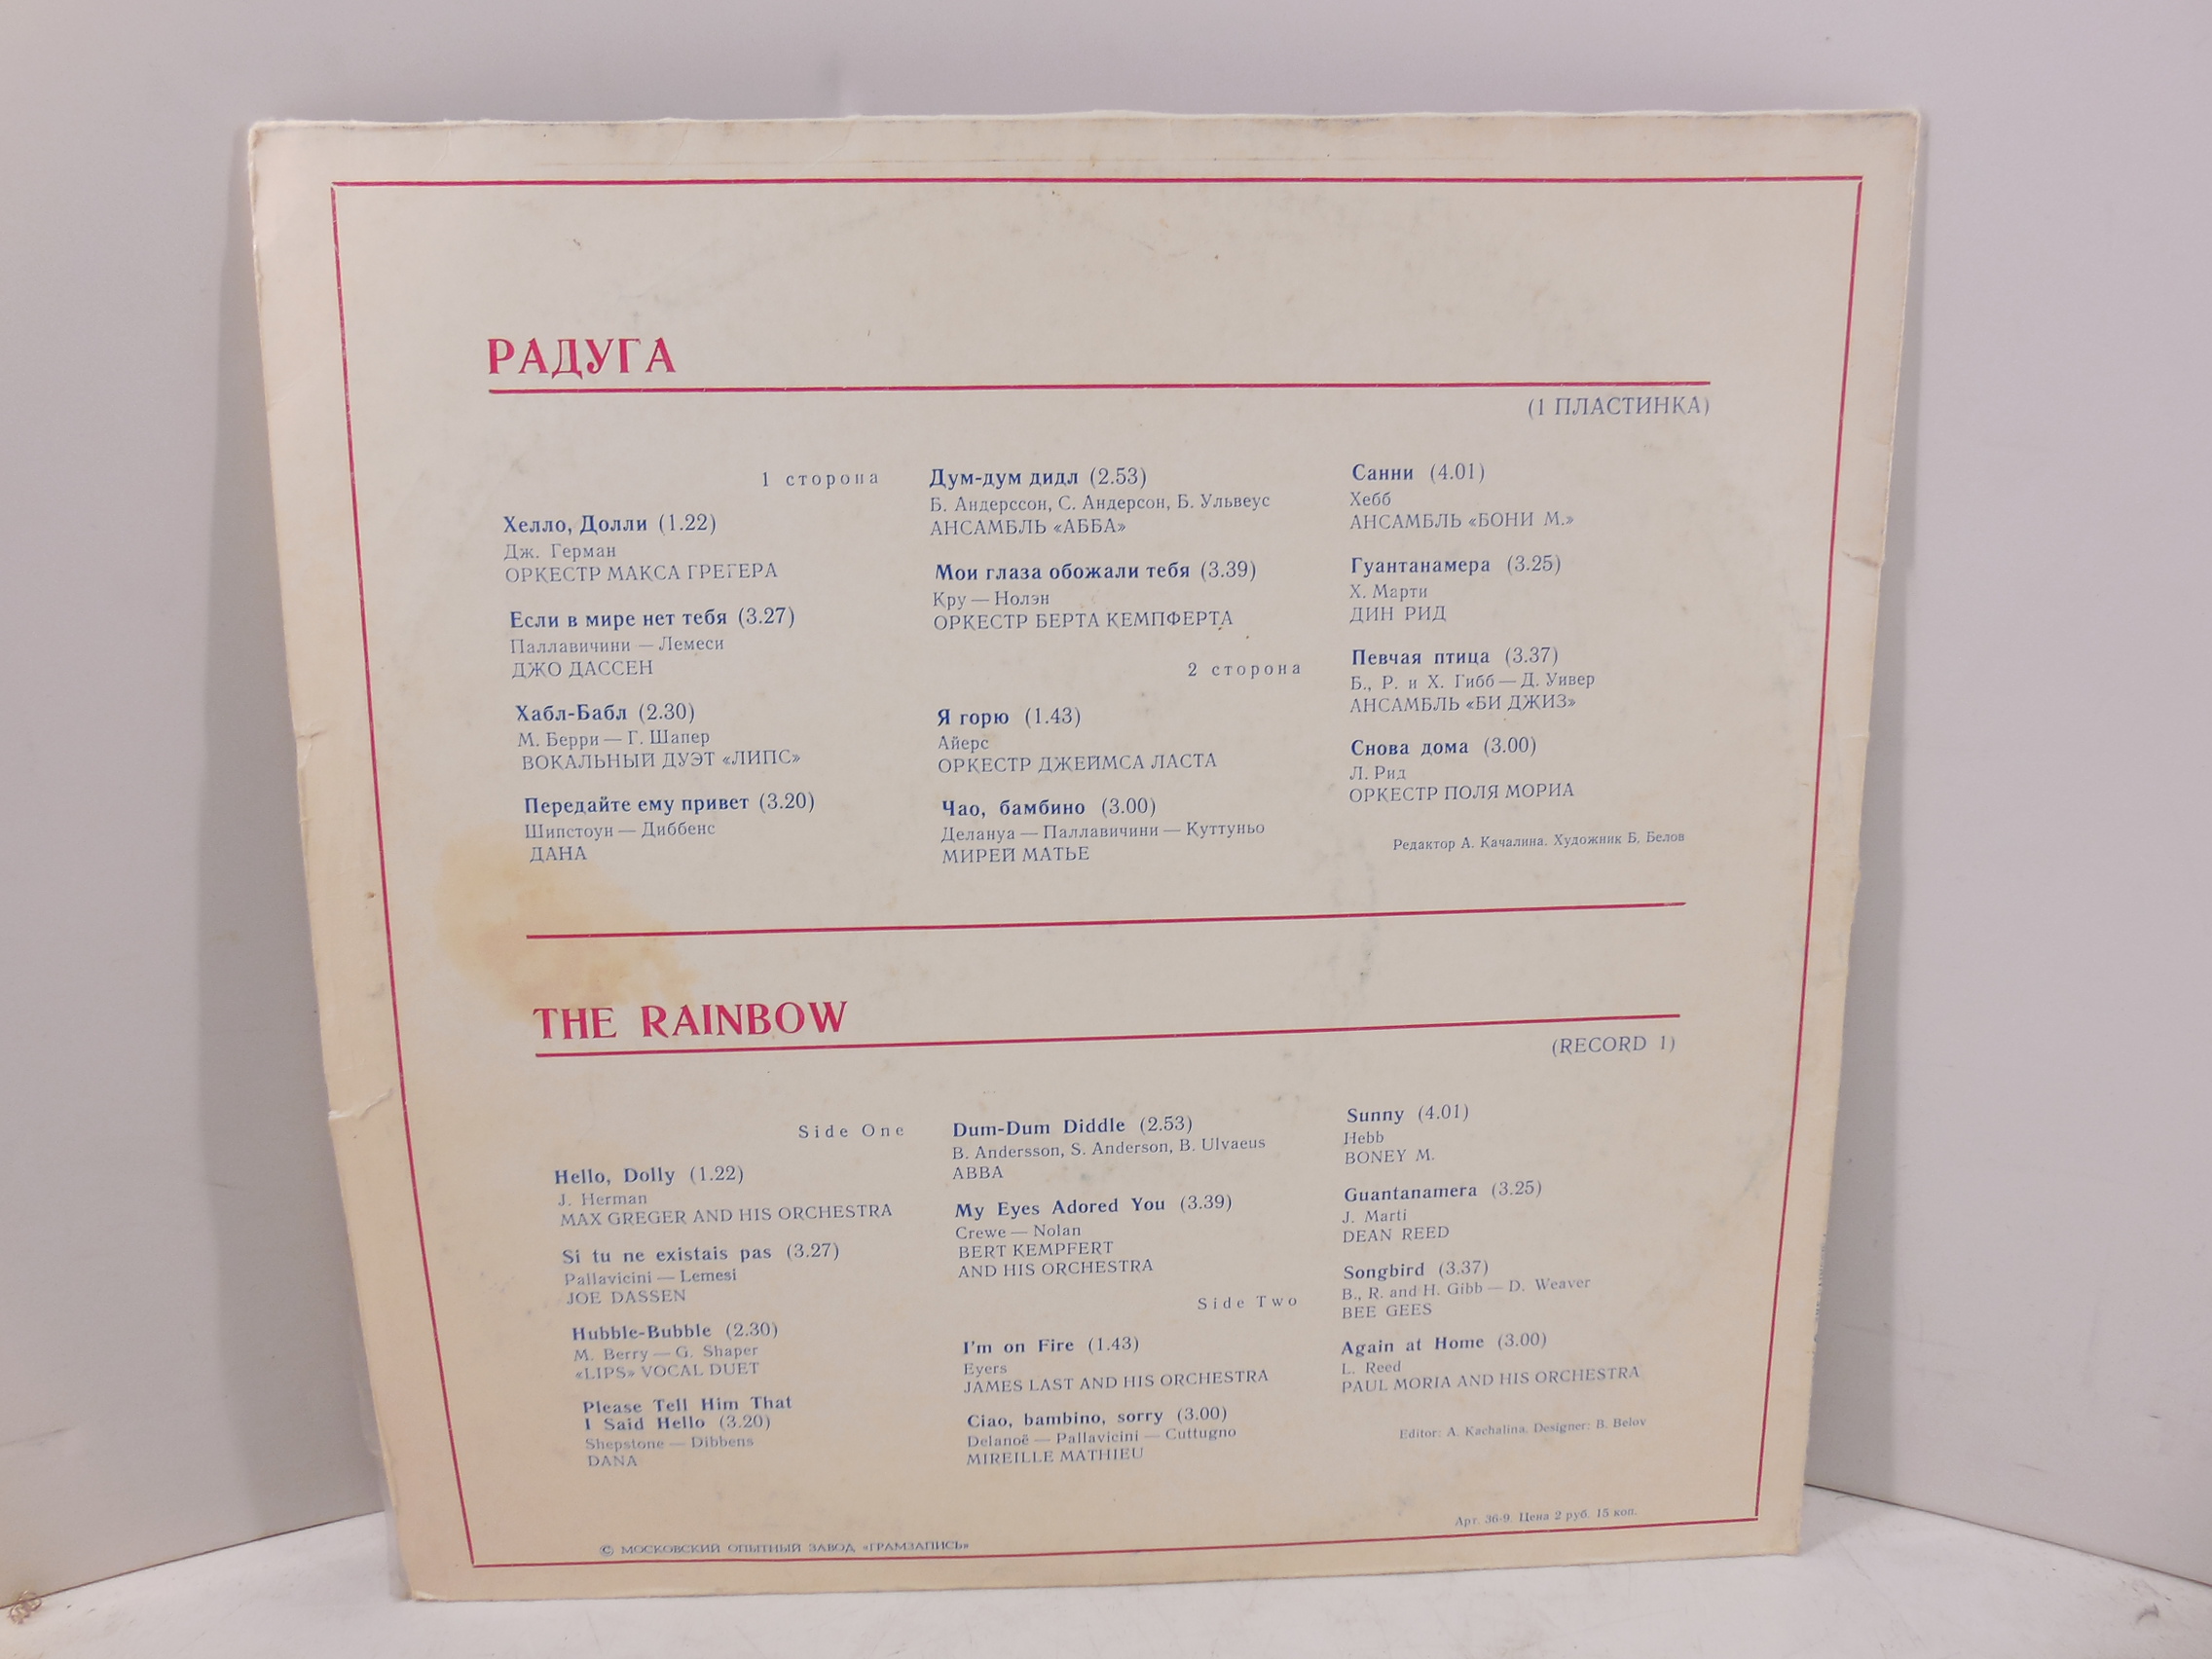 РАДУГА
(1 ПЛАСТИНКА)
1 сторона
Хелло, Долли (1.22)
Дж. Герман
ОРКЕСТР МАКСА ГРЕГЕРА
Если в мире нет тебя (3.27)
Паллавичини — Лемеси
ДЖО ДАССЕН
Хабл-Бабл (2.30)
М. Берри — Г. Шапер
ВОКАЛЬНЫЙ ДУЭТ «ЛИПС»
Передайте ему привет (3.20)
Шипстоун — Диббенс
ДАНА
Дум-дум дидл (2.53)
Б. Андерссон, С. Андерсон, Б. Ульвеус
АНСАМБЛЬ «АББА»
Мои глаза обожали тебя (3.39)
Кру — Нолэн
ОРКЕСТР БЕРТА КЕМПФЕРТА
2 сторона
Я горю (1.43)
Айерс
ОРКЕСТР ДЖЕЙМСА ЛАСТА
Чао, бамбино (3.00)
Делануа — Паллавичини — Куттуньо
МИРЕЙ МАТЬЕ
Санни (4.01)
Хебб
АНСАМБЛЬ «БОНИ М.»
Гуантанамера (3.25)
Х. Марти
ДИН РИД
Певчая птица (3.37)
Б., Р. и Х. Гибб — Д. Уивер
АНСАМБЛЬ «БИ ДЖИЗ»
Снова дома (3.00)
Л. Рид
ОРКЕСТР ПОЛЯ МОРИА
Редактор А. Качалина. Художник Б. Белов
THE RAINBOW
(RECORD 1)
Side One
Hello, Dolly (1.22)
J. Herman
MAX GREGER AND HIS ORCHESTRA
Si tu ne existais pas (3.27)
Pallavicini — Lemesi
JOE DASSEN
Hubble-Bubble (2.30)
M. Berry — G. Shaper
«LIPS» VOCAL DUET
Please Tell Him That
I Said Hello (3.20)
Shepstone — Dibbens
DANA
Dum-Dum Diddle (2.53)
B. Andersson, S. Anderson, B. Ulvaeus
ABBA
My Eyes Adored You (3.39)
Crewe — Nolan
BERT KEMPFERT
AND HIS ORCHESTRA
Side Two
I'm on Fire (1.43)
Eyers
JAMES LAST AND HIS ORCHESTRA
Ciao, bambino, sorry (3.00)
Delanoë — Pallavicini — Cuttugno
MIREILLE MATHIEU
Sunny (4.01)
Hebb
BONEY M.
Guantanamera (3.25)
J. Marti
DEAN REED
Songbird (3.37)
B., R. and H. Gibb — D. Weaver
BEE GEES
Again at Home (3.00)
L. Reed
PAUL MORIA AND HIS ORCHESTRA
Editor: A. Kachalina. Designer: B. Belov
Арт. 36-9. Цена 2 руб. 15 коп.
© МОСКОВСКИЙ ОПЫТНЫЙ ЗАВОД «ГРАМЗАПИСЬ»